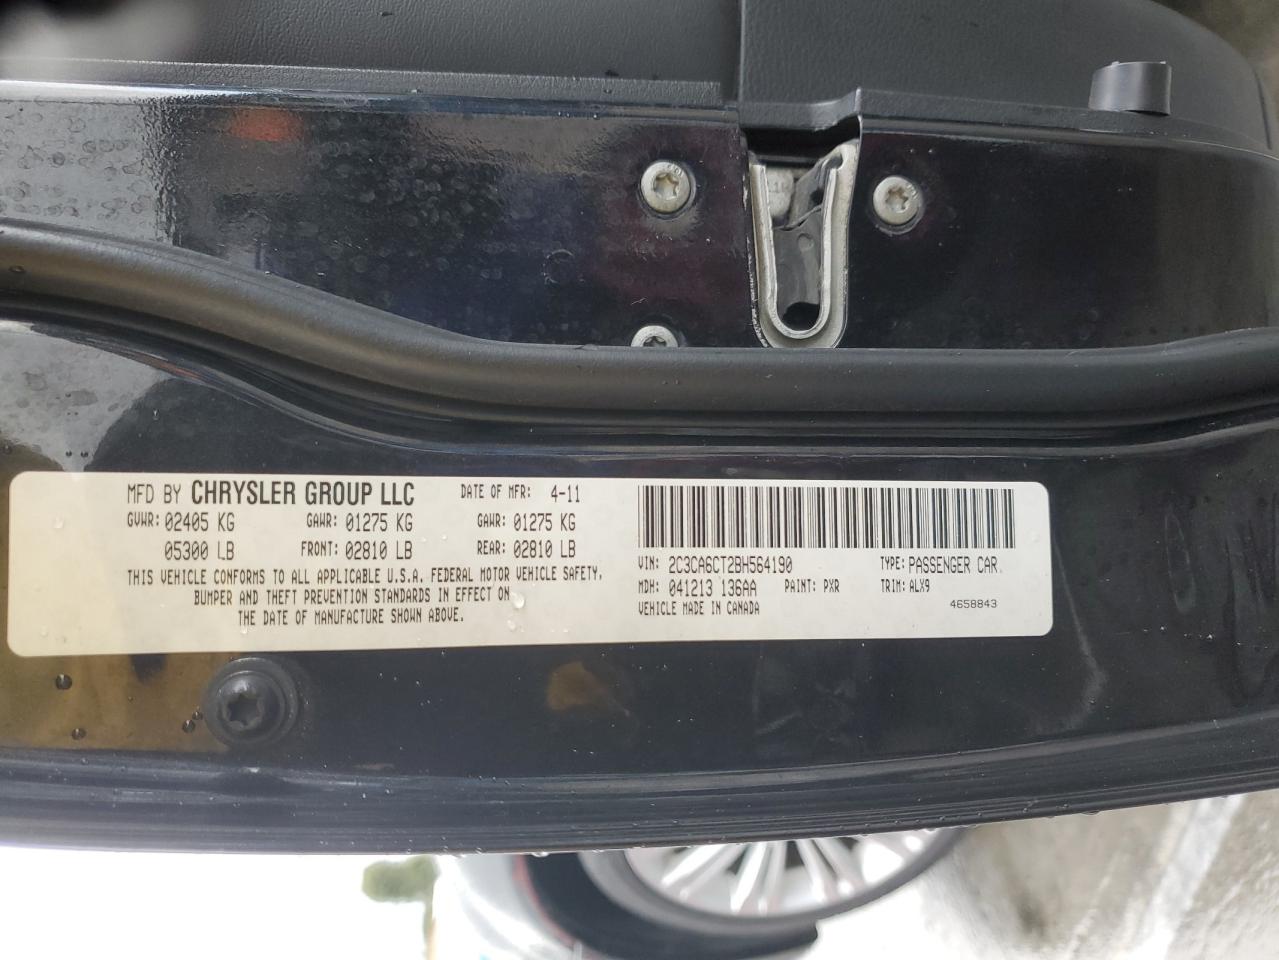 MFD BY CHRYSLER GROUP LLC DATE OF MFR: 4-11
GVWR: 02405 KG GAWR: 01275 KG GAWR: 01275 KG
05300 LB FRONT: 02810 LB REAR: 02810 LB
THIS VEHICLE CONFORMS TO ALL APPLICABLE U.S.A. FEDERAL MOTOR VEHICLE SAFETY,
BUMPER AND THEFT PREVENTION STANDARDS IN EFFECT ON
THE DATE OF MANUFACTURE SHOWN ABOVE.
VIN: 2C3CA6CT2BH564190 TYPE: PASSENGER CAR
MDH: 041213 136AA PAINT: PXR TRIM: ALX9
VEHICLE MADE IN CANADA 4658843